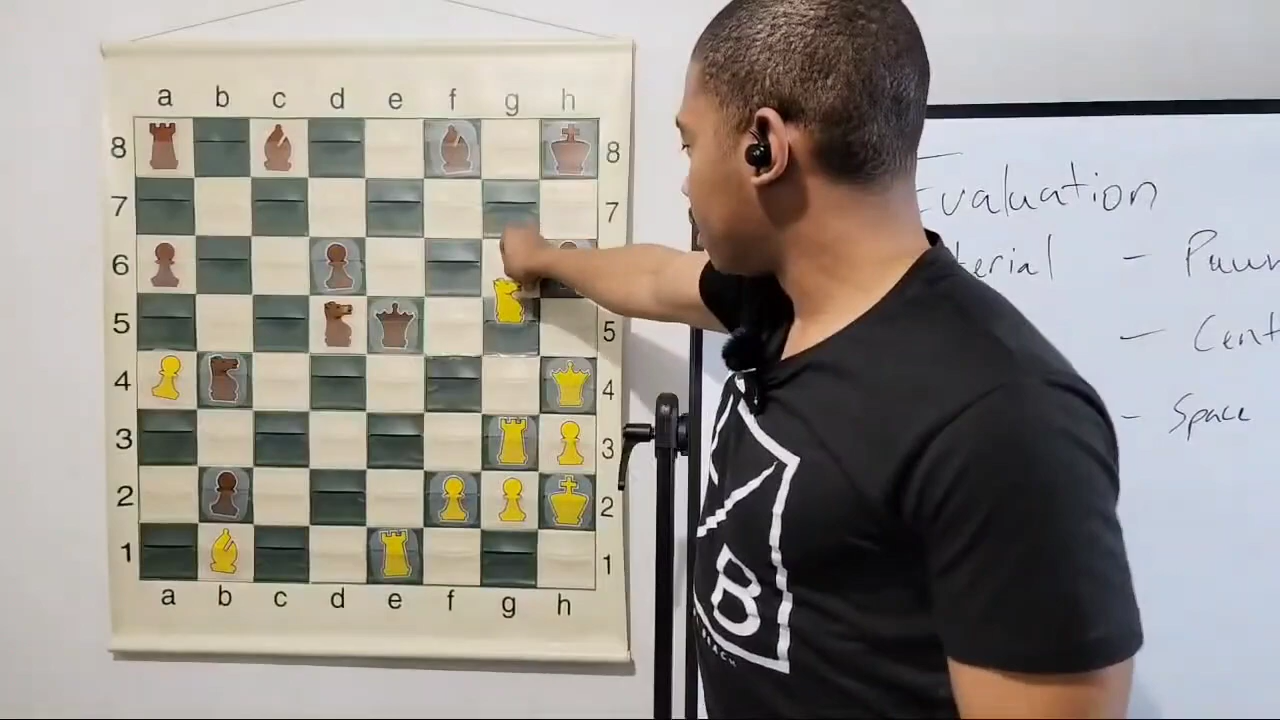 a b c d e f g h
8 8
7 7
6
5 5
4 4
3 3
2 2
1 1
a b c d e f g h
Evaluation
terial - Pawn
- Cent
- Space
B